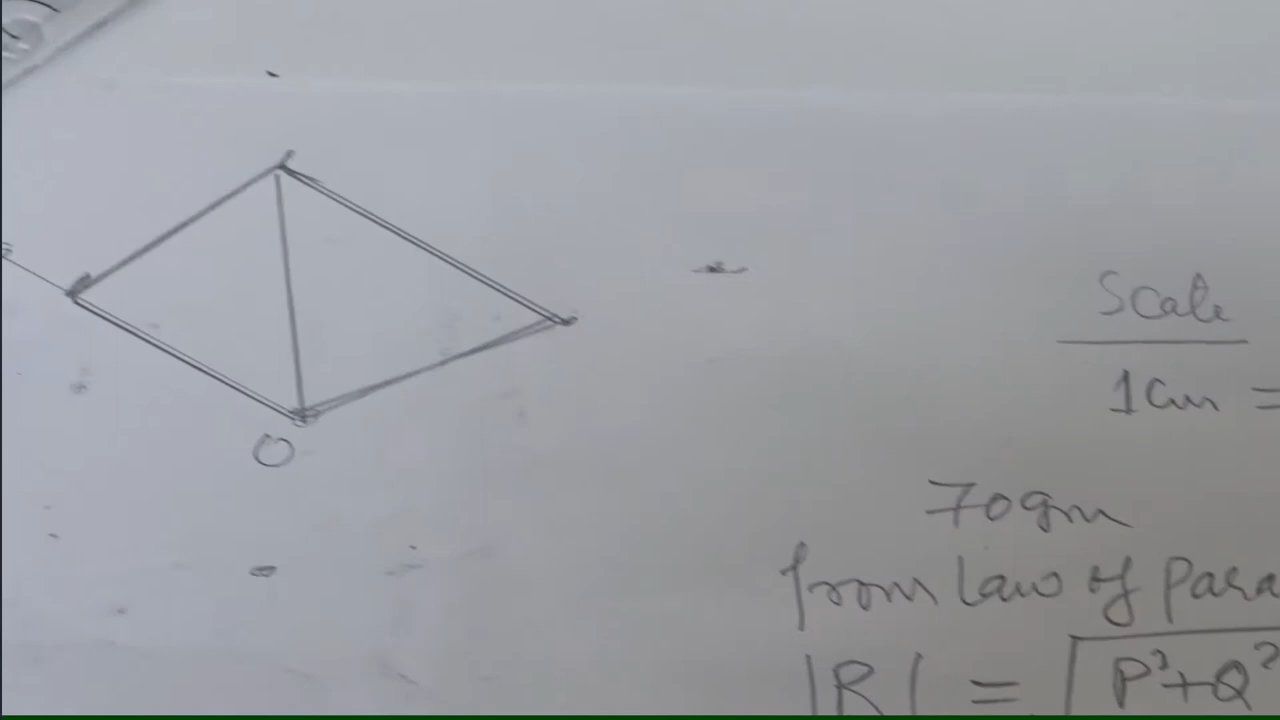 O
Scale
1cm =
70gm
from law of Para
|R| = √P²+Q²